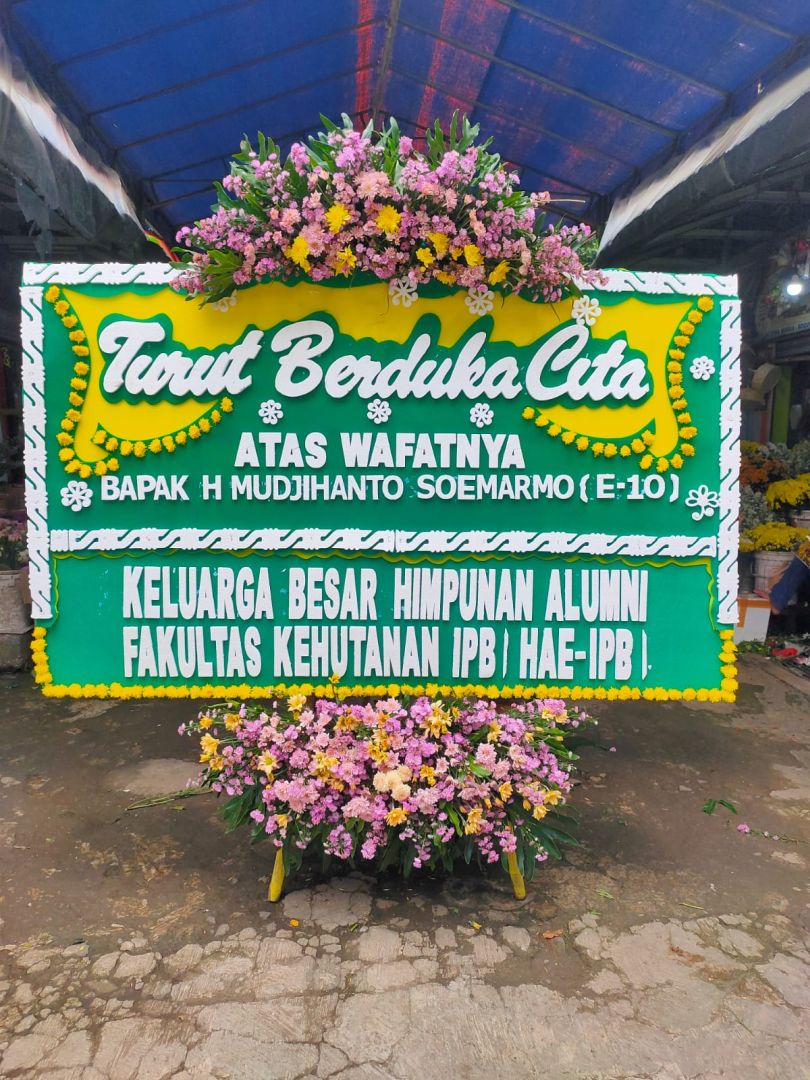 Turut Berduka Cita
ATAS WAFATNYA
BAPAK H MUDJIHANTO SOEMARMO (E-10)
KELUARGA BESAR HIMPUNAN ALUMNI
FAKULTAS KEHUTANAN IPB ( HAE-IPB )